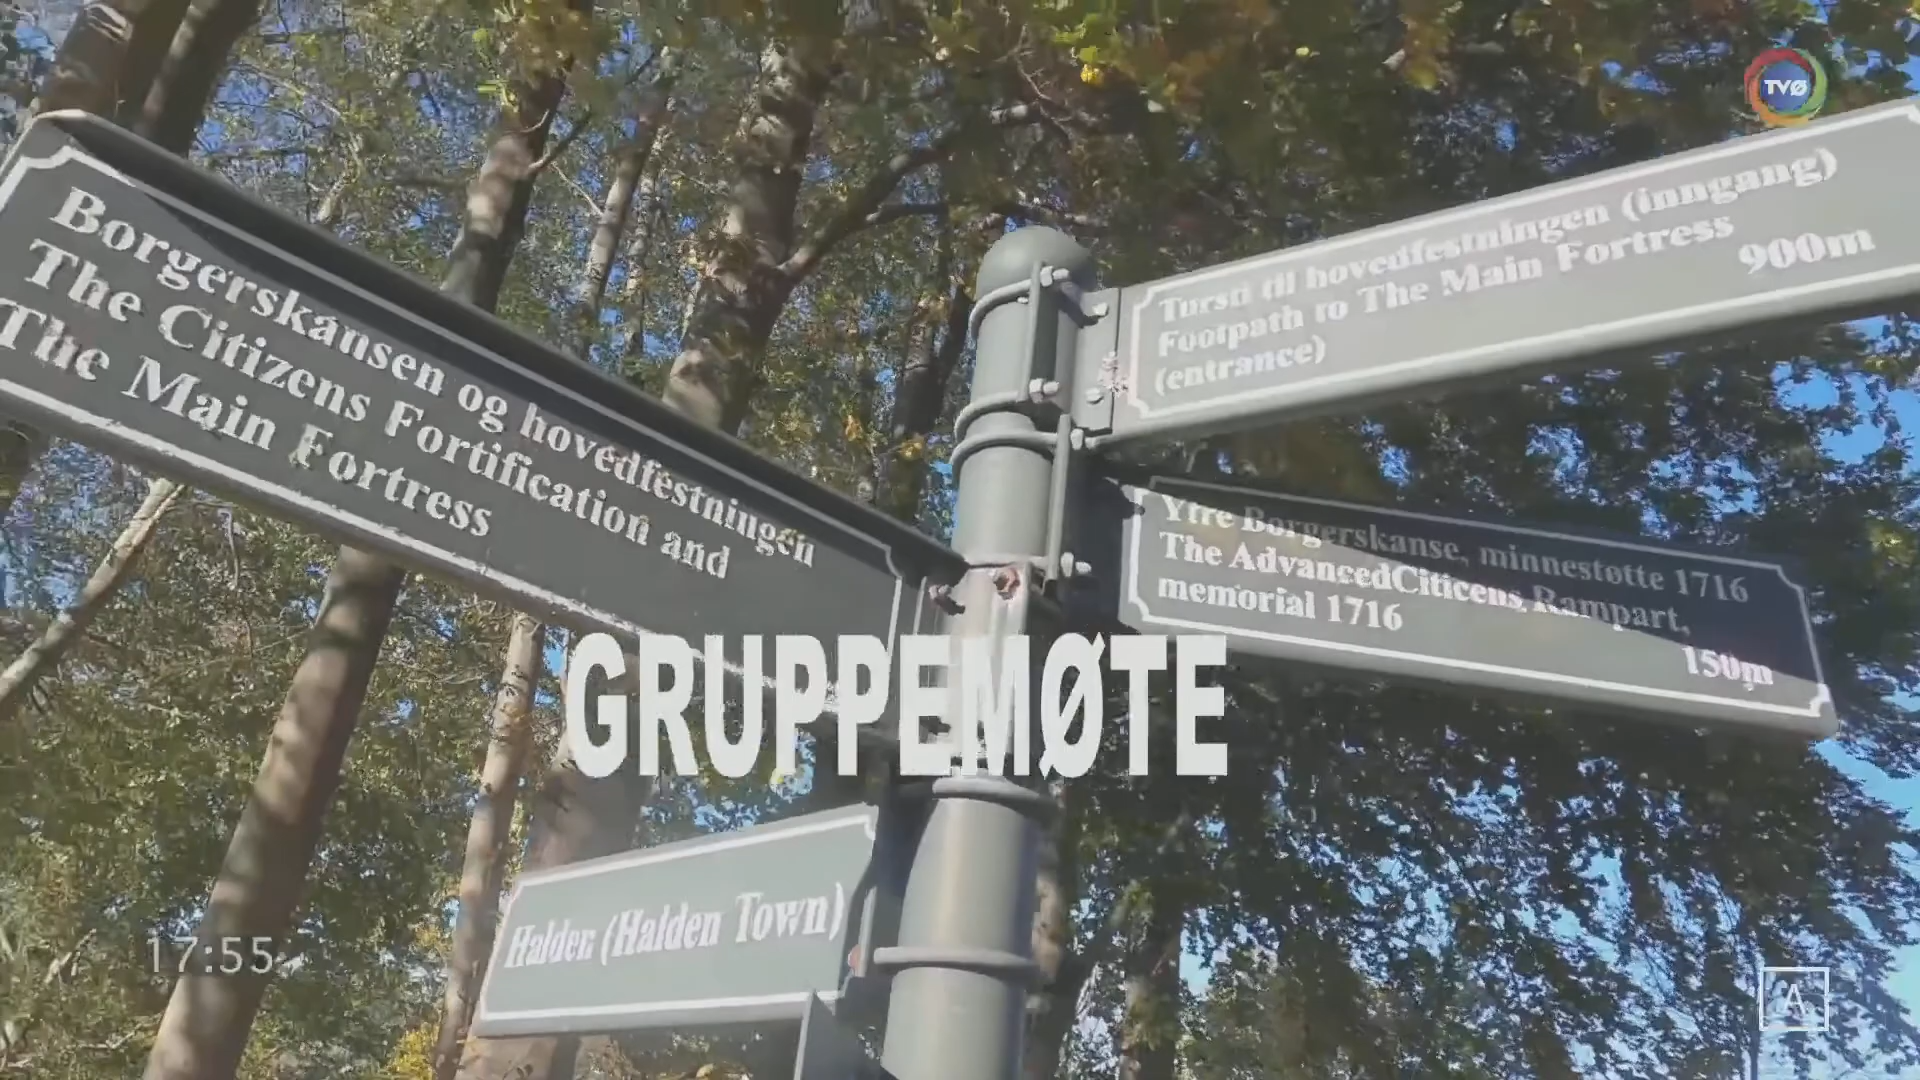 TVØ
Borgerskansen og hovedfestningen
The Citizens Fortification and
The Main Fortress
Tursti til hovedfestningen (inngang)
Footpath to The Main Fortress
900m
(entrance)
Ytre Borgerskanse, minnestøtte 1716
The AdvancedCiticens Rampart,
memorial 1716
150m
GRUPPEMØTE
Halden (Halden Town)
17:55
A